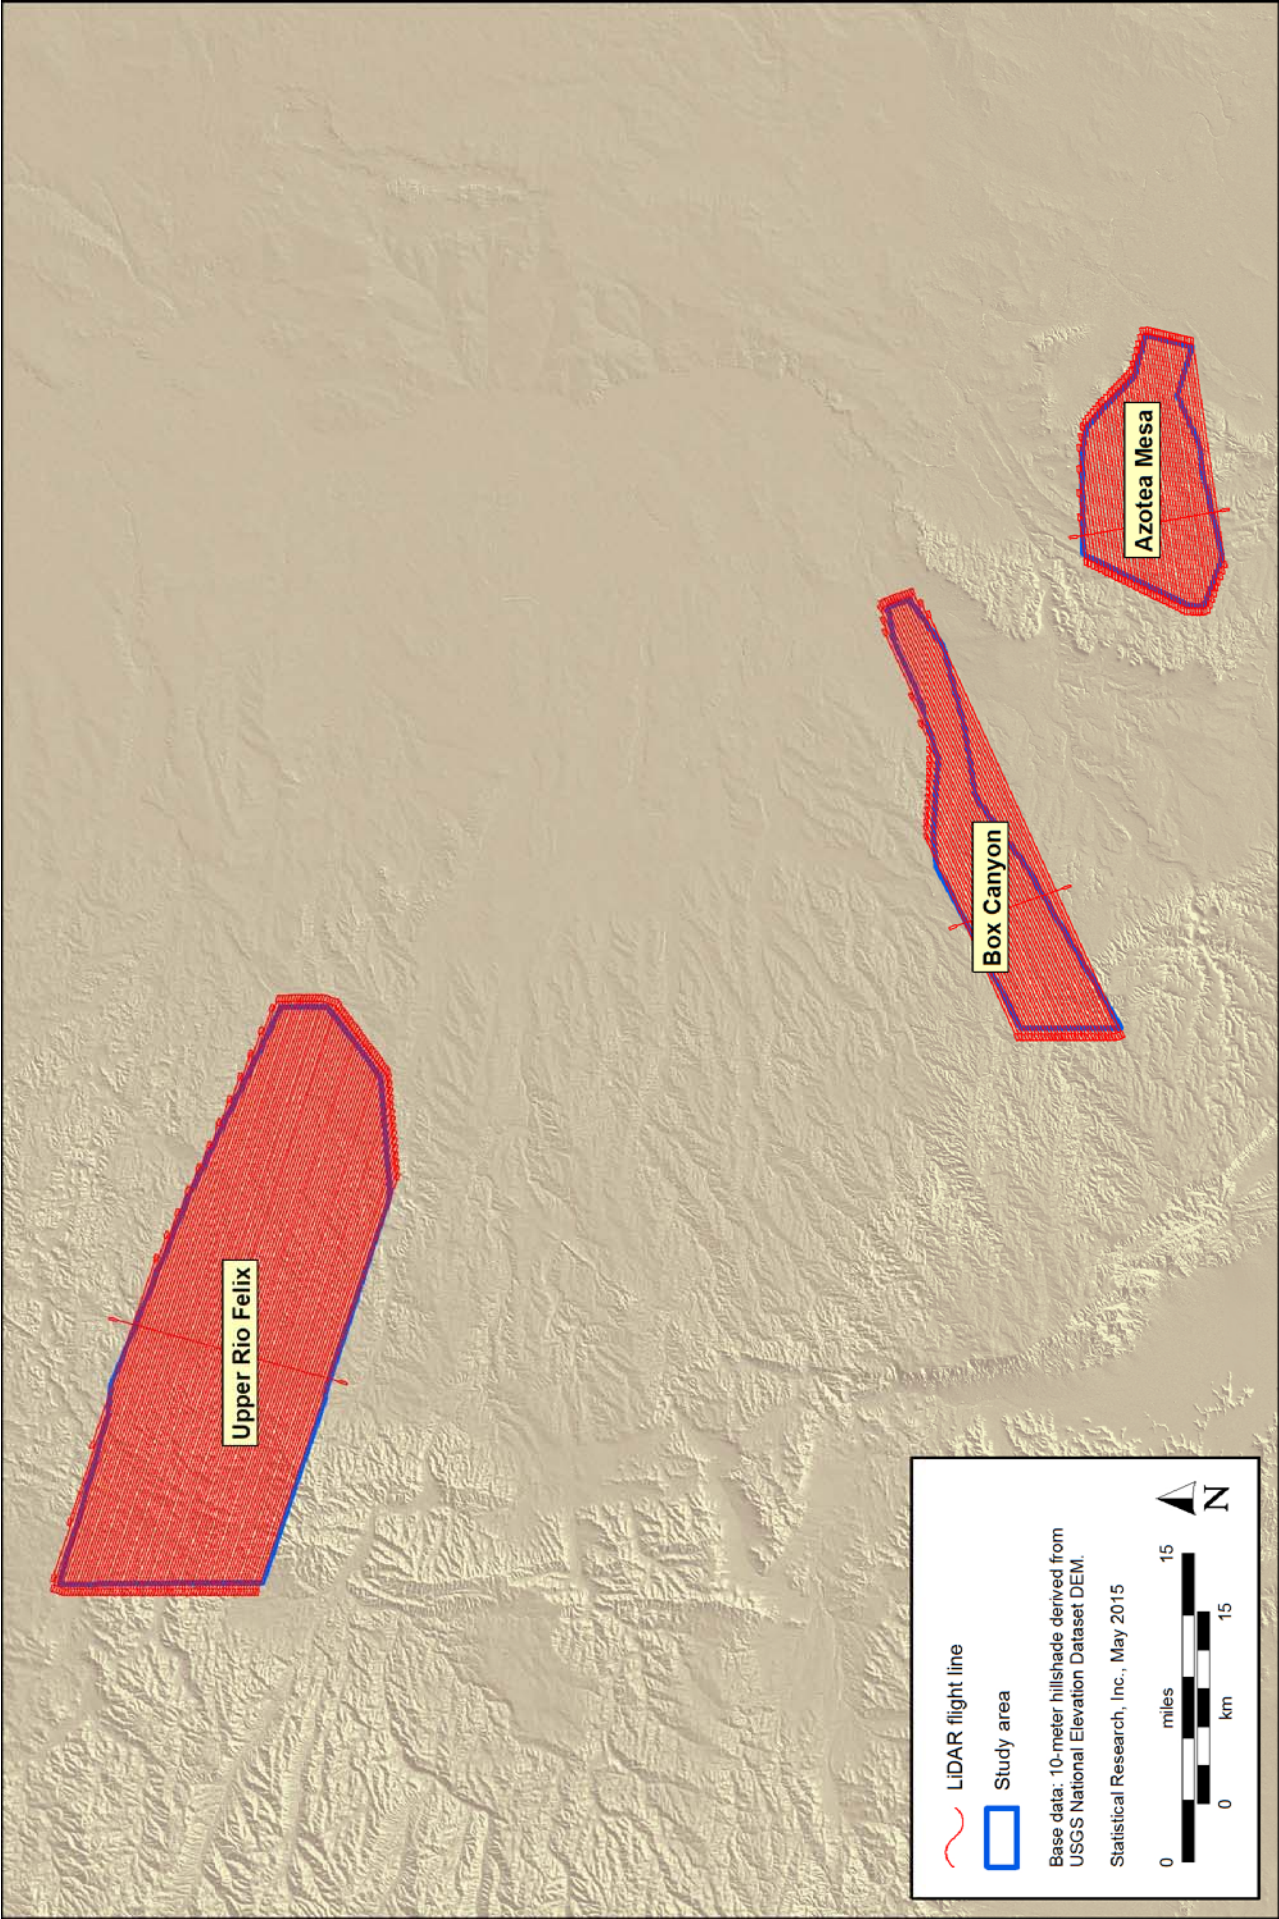 Upper Rio Felix
Box Canyon
Azotea Mesa
LiDAR flight line
Study area
Base data: 10-meter hillshade derived from
USGS National Elevation Dataset DEM.
Statistical Research, Inc., May 2015
0 miles 15
0 km 15
N